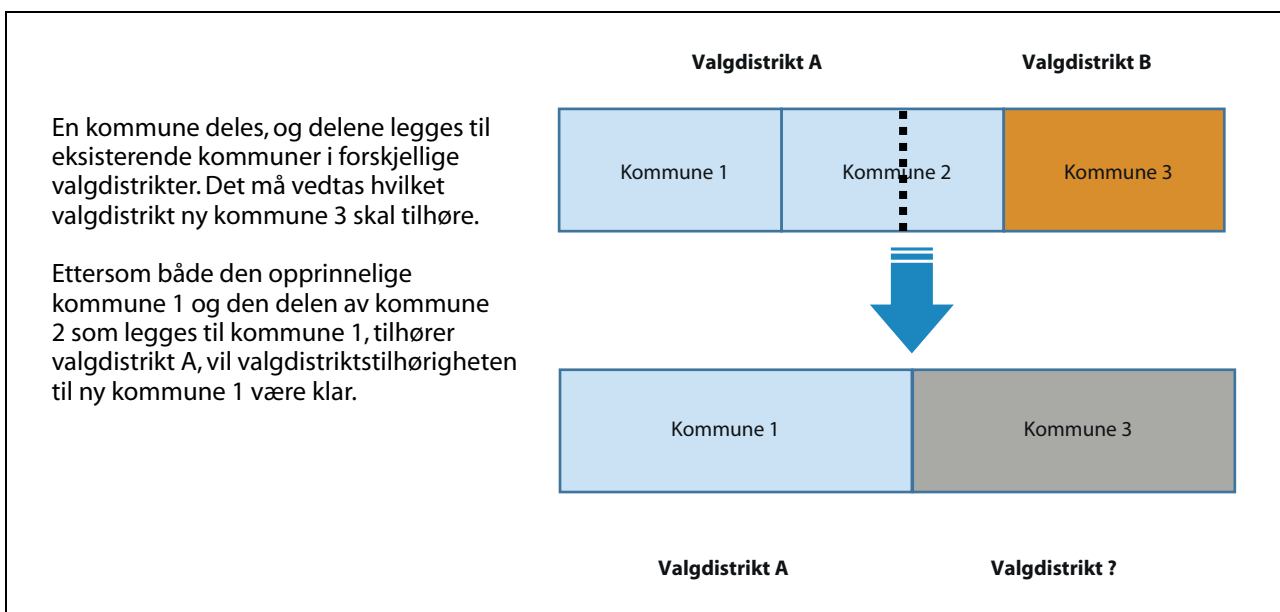 En kommune deles, og delene legges til
eksisterende kommuner i forskjellige
valgdistrikter. Det må vedtas hvilket
valgdistrikt ny kommune 3 skal tilhøre.
Ettersom både den opprinnelige
kommune 1 og den delen av kommune
2 som legges til kommune 1, tilhører
valgdistrikt A, vil valgdistriktstilhørigheten
til ny kommune 1 være klar.
Valgdistrikt A
Valgdistrikt B
Kommune 1
Kommune 2
Kommune 3
Kommune 1
Kommune 3
Valgdistrikt A
Valgdistrikt ?